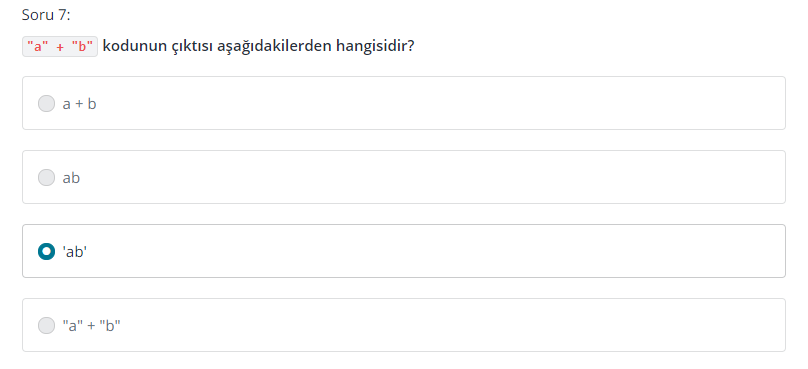 Soru 7:
"a" + "b" kodunun çıktısı aşağıdakilerden hangisidir?
a + b
ab
'ab'
"a" + "b"